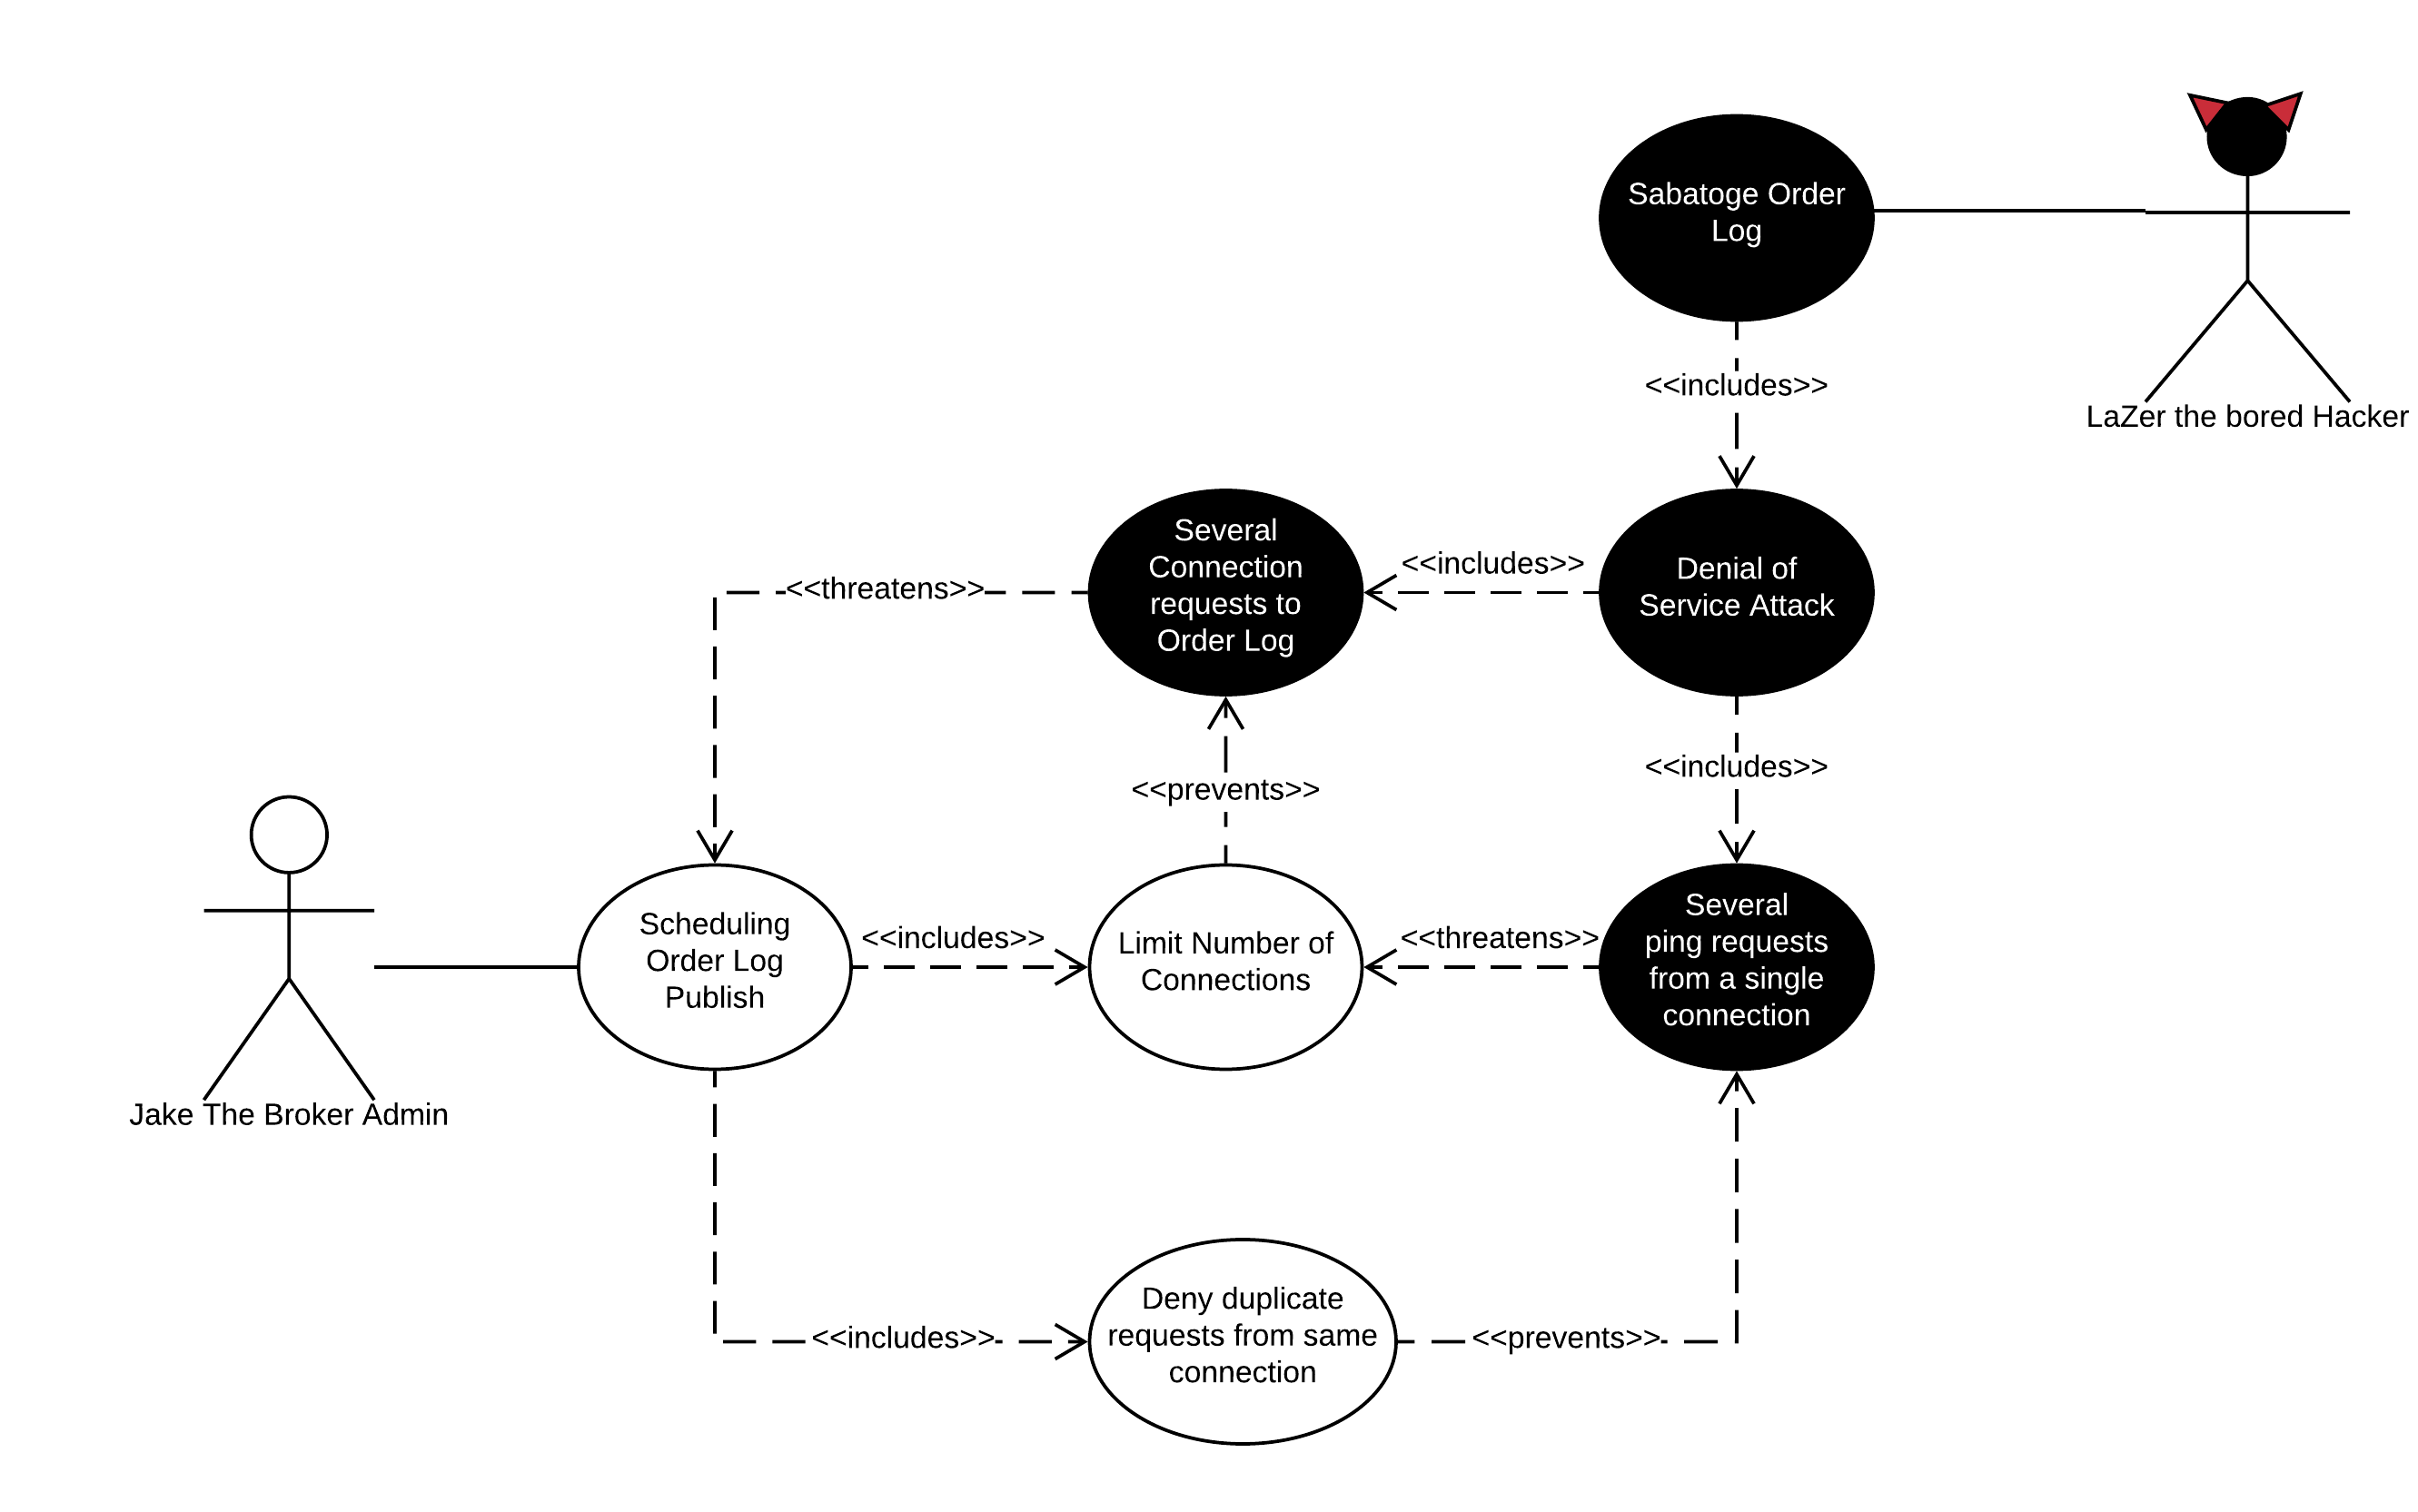 Sabatoge Order
Log
<<includes>>
LaZer the bored Hacker
Several
Connection
requests to
Order Log
<<includes>>
Denial of
Service Attack
<<threatens>>
<<includes>>
<<prevents>>
Jake The Broker Admin
Scheduling
Order Log
Publish
<<includes>>
Limit Number of
Connections
<<threatens>>
Several
ping requests
from a single
connection
<<includes>>
Deny duplicate
requests from same
connection
<<prevents>>